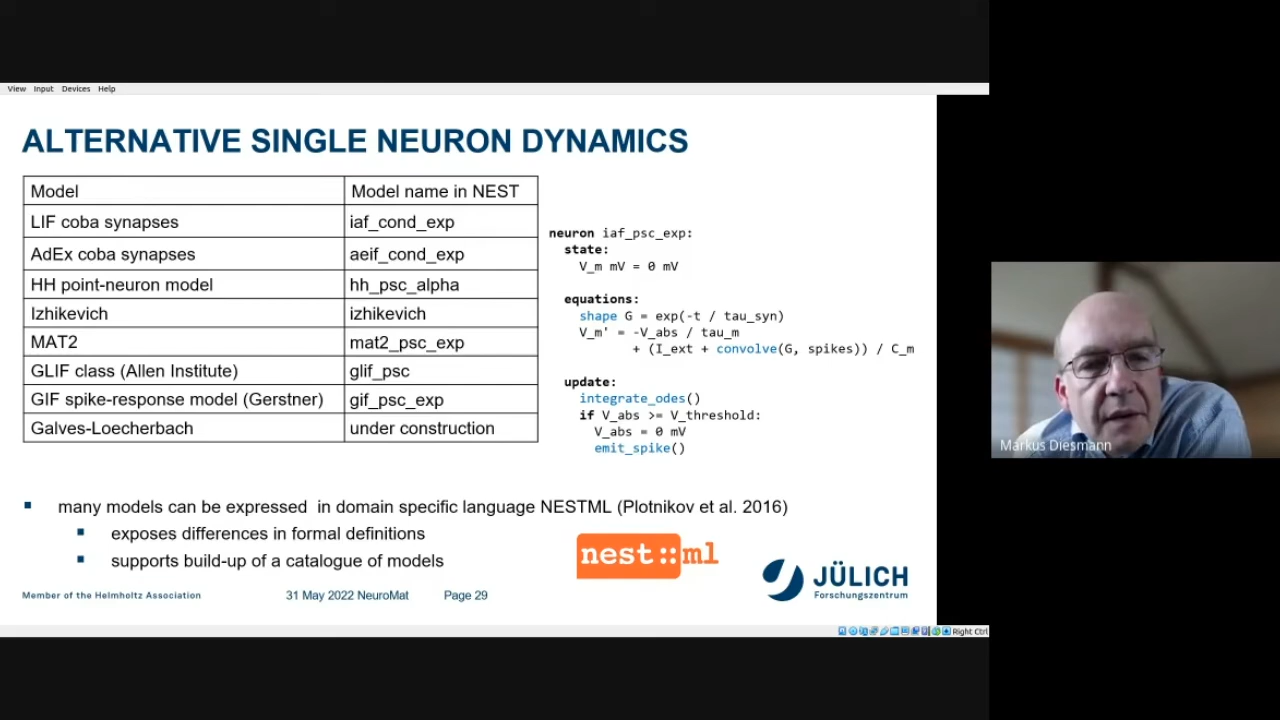 View Input Devices Help
ALTERNATIVE SINGLE NEURON DYNAMICS
Model Model name in NEST
LIF coba synapses iaf_cond_exp
AdEx coba synapses aeif_cond_exp
HH point-neuron model hh_psc_alpha
Izhikevich izhikevich
MAT2 mat2_psc_exp
GLIF class (Allen Institute) glif_psc
GIF spike-response model (Gerstner) gif_psc_exp
Galves-Loecherbach under construction
neuron iaf_psc_exp:
state:
V_m mV = 0 mV
equations:
shape G = exp(-t / tau_syn)
V_m' = -V_abs / tau_m
+ (I_ext + convolve(G, spikes)) / C_m
update:
integrate_odes()
if V_abs >= V_threshold:
V_abs = 0 mV
emit_spike()
many models can be expressed in domain specific language NESTML (Plotnikov et al. 2016)
exposes differences in formal definitions
supports build-up of a catalogue of models
nest::ml
JÜLICH
Forschungszentrum
Member of the Helmholtz Association 31 May 2022 NeuroMat Page 29
Right Ctrl
Markus Diesmann